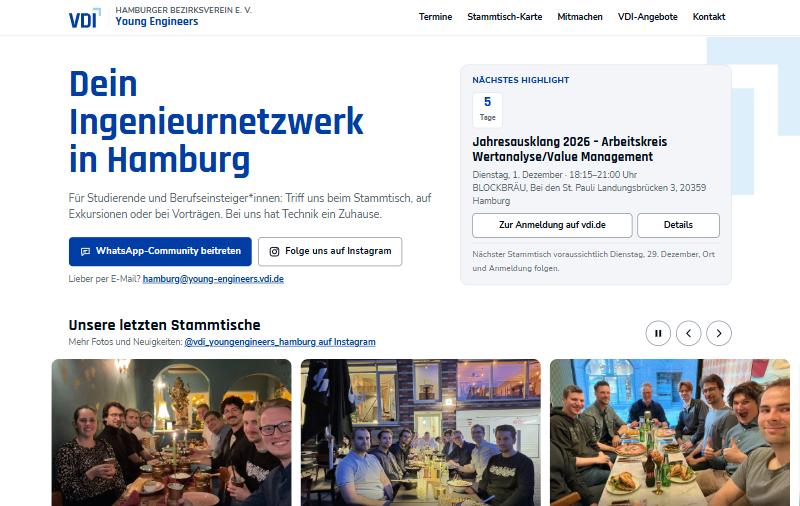 VDI
HAMBURGER BEZIRKSVEREIN E. V.
Young Engineers
Termine
Stammtisch-Karte
Mitmachen
VDI-Angebote
Kontakt
Dein
Ingenieurnetzwerk
in Hamburg
Für Studierende und Berufseinsteiger*innen: Triff uns beim Stammtisch, auf
Exkursionen oder bei Vorträgen. Bei uns hat Technik ein Zuhause.
WhatsApp-Community beitreten
Folge uns auf Instagram
Lieber per E-Mail? hamburg@young-engineers.vdi.de
NÄCHSTES HIGHLIGHT
5
Tage
Jahresausklang 2026 – Arbeitskreis
Wertanalyse/Value Management
Dienstag, 1. Dezember · 18:15–21:00 Uhr
BLOCKBRÄU, Bei den St. Pauli Landungsbrücken 3, 20359
Hamburg
Zur Anmeldung auf vdi.de
Details
Nächster Stammtisch voraussichtlich Dienstag, 29. Dezember, Ort
und Anmeldung folgen.
Unsere letzten Stammtische
Mehr Fotos und Neuigkeiten: @vdi_youngengineers_hamburg auf Instagram